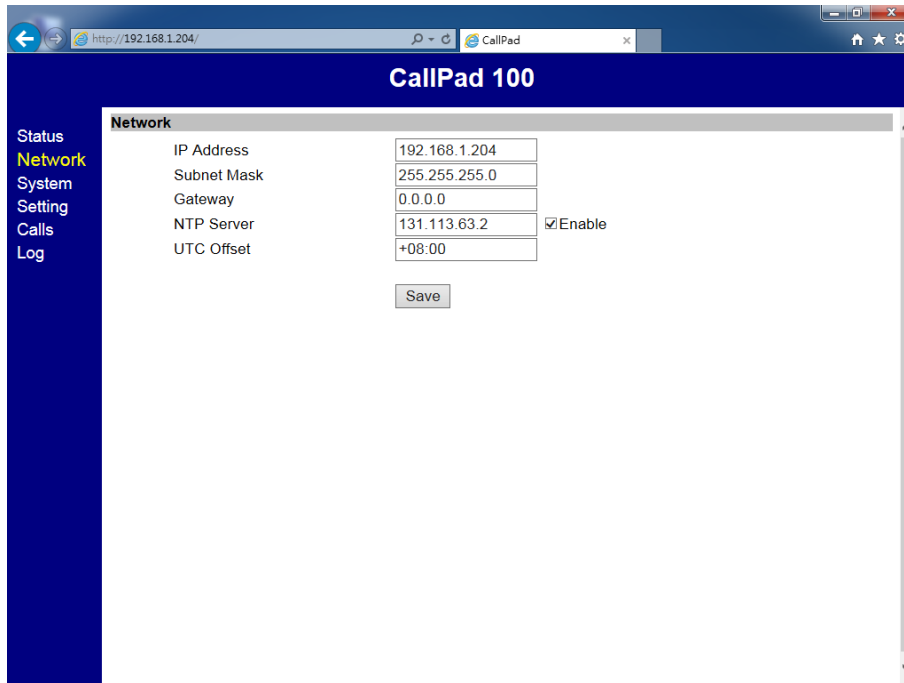 http://192.168.1.204/
CallPad
CallPad 100
Status
Network
System
Setting
Calls
Log
Network
IP Address 192.168.1.204
Subnet Mask 255.255.255.0
Gateway 0.0.0.0
NTP Server 131.113.63.2 Enable
UTC Offset +08:00
Save